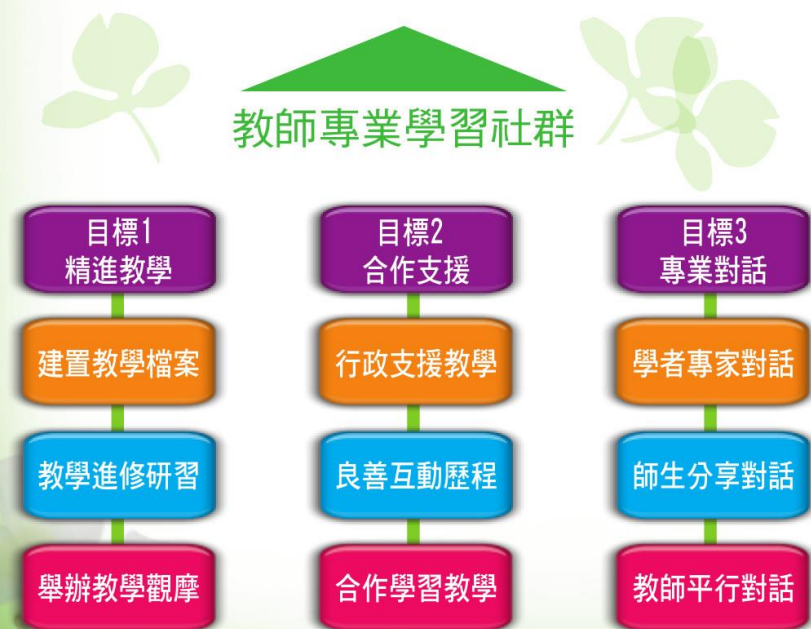 教師專業學習社群
目標1
精進教學
建置教學檔案
教學進修研習
舉辦教學觀摩
目標2
合作支援
行政支援教學
良善互動歷程
合作學習教學
目標3
專業對話
學者專家對話
師生分享對話
教師平行對話